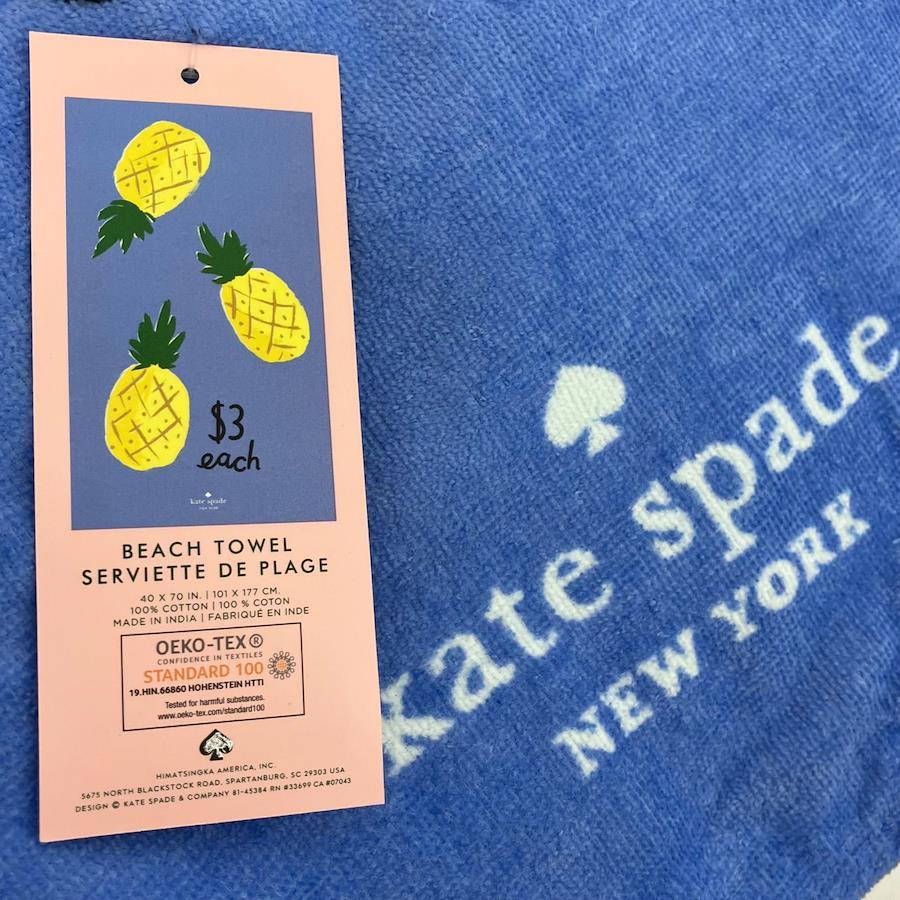 $3
each
kate spade
NEW YORK
BEACH TOWEL
SERVIETTE DE PLAGE
40 X 70 IN. | 101 X 177 CM.
100% COTTON | 100 % COTON
MADE IN INDIA | FABRIQUÉ EN INDE
OEKO-TEX®
CONFIDENCE IN TEXTILES
STANDARD 100
19.HIN.66860 HOHENSTEIN HTTI
Tested for harmful substances.
www.oeko-tex.com/standard100
HIMATSINGKA AMERICA, INC.
5675 NORTH BLACKSTOCK ROAD, SPARTANBURG, SC 29303 USA
DESIGN © KATE SPADE & COMPANY 81-45384 RN #33699 CA #07043
kate spade
NEW YORK